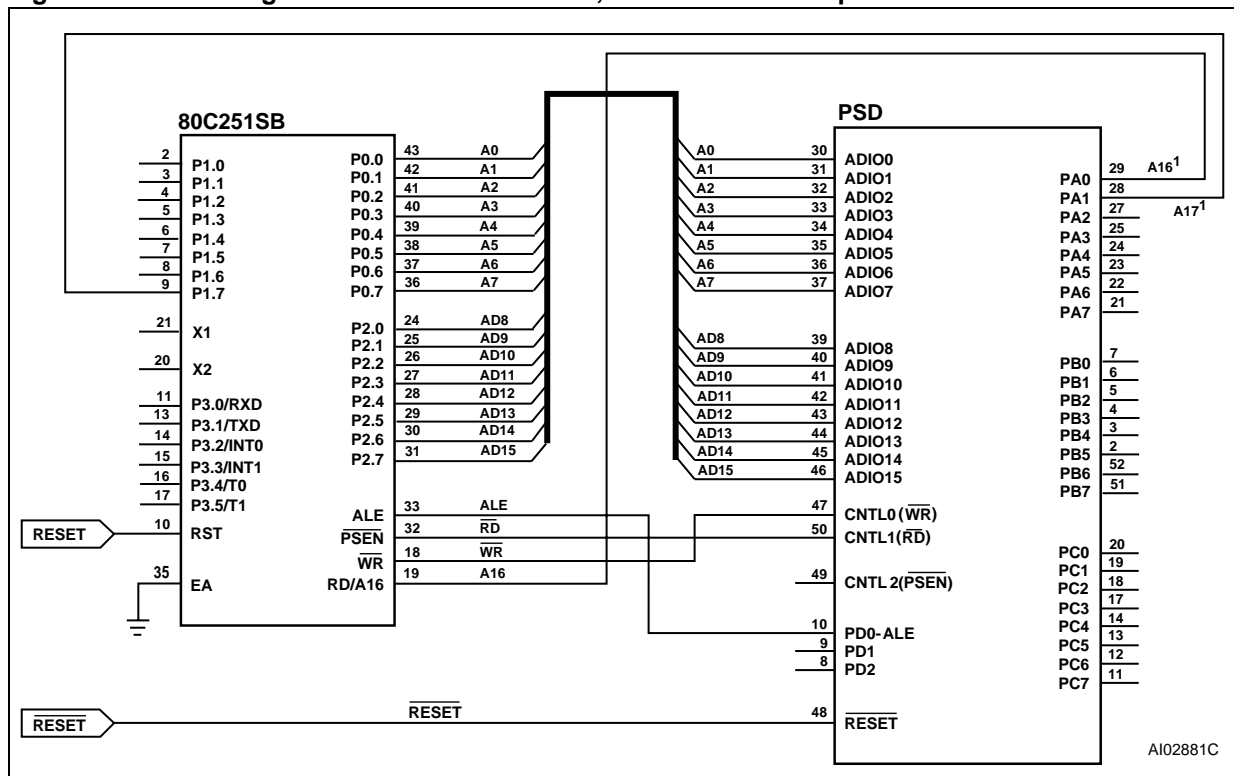 80C251SB
2 P1.0
3 P1.1
4 P1.2
5 P1.3
6 P1.4
7 P1.5
8 P1.6
9 P1.7
21 X1
20 X2
11 P3.0/RXD
13 P3.1/TXD
14 P3.2/INT0
15 P3.3/INT1
16 P3.4/T0
17 P3.5/T1
RESET 10 RST
35 EA
P0.0 43 A0
P0.1 42 A1
P0.2 41 A2
P0.3 40 A3
P0.4 39 A4
P0.5 38 A5
P0.6 37 A6
P0.7 36 A7
P2.0 24 AD8
P2.1 25 AD9
P2.2 26 AD10
P2.3 27 AD11
P2.4 28 AD12
P2.5 29 AD13
P2.6 30 AD14
P2.7 31 AD15
ALE 33 ALE
PSEN 32 RD
WR 18 WR
RD/A16 19 A16
PSD
A0 30 ADIO0
A1 31 ADIO1
A2 32 ADIO2
A3 33 ADIO3
A4 34 ADIO4
A5 35 ADIO5
A6 36 ADIO6
A7 37 ADIO7
AD8 39 ADIO8
AD9 40 ADIO9
AD10 41 ADIO10
AD11 42 ADIO11
AD12 43 ADIO12
AD13 44 ADIO13
AD14 45 ADIO14
AD15 46 ADIO15
47 CNTL0(WR)
50 CNTL1(RD)
49 CNTL 2(PSEN)
10 PD0-ALE
9 PD1
8 PD2
RESET RESET 48 RESET
PA0 29 A16¹
PA1 28 A17¹
PA2 27
PA3 25
PA4 24
PA5 23
PA6 22
PA7 21
PB0 7
PB1 6
PB2 5
PB3 4
PB4 3
PB5 2
PB6 52
PB7 51
PC0 20
PC1 19
PC2 18
PC3 17
PC4 14
PC5 13
PC6 12
PC7 11
AI02881C